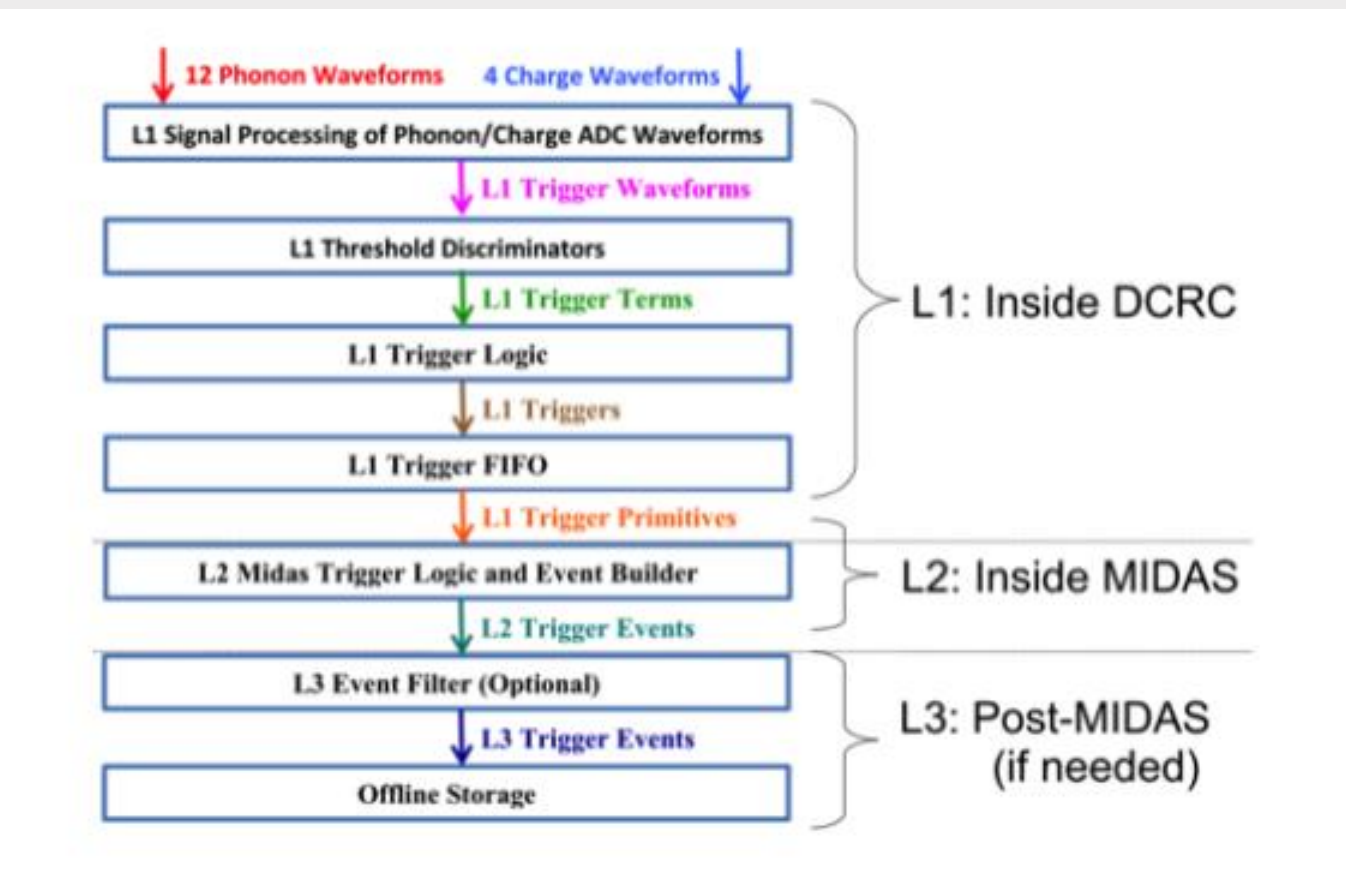 12 Phonon Waveforms 4 Charge Waveforms
L1 Signal Processing of Phonon/Charge ADC Waveforms
L1 Trigger Waveforms
L1 Threshold Discriminators
L1 Trigger Terms
L1: Inside DCRC
L1 Trigger Logic
L1 Triggers
L1 Trigger FIFO
L1 Trigger Primitives
L2 Midas Trigger Logic and Event Builder
L2: Inside MIDAS
L2 Trigger Events
L3 Event Filter (Optional)
L3: Post-MIDAS
(if needed)
L3 Trigger Events
Offline Storage